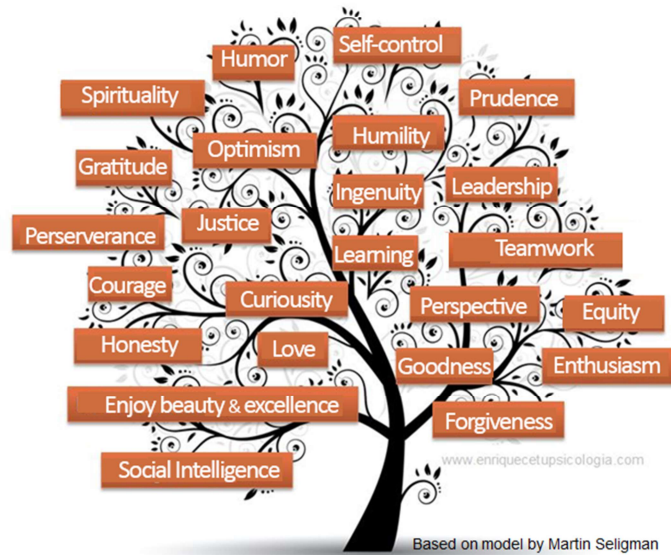 Self-control
Humor
Spirituality
Prudence
Optimism
Humility
Gratitude
Ingenuity
Leadership
Justice
Perserverance
Learning
Teamwork
Courage
Curiousity
Perspective
Equity
Honesty
Love
Goodness
Enthusiasm
Enjoy beauty & excellence
Forgiveness
Social Intelligence
www.enriquecetupsicologia.com
Based on model by Martin Seligman